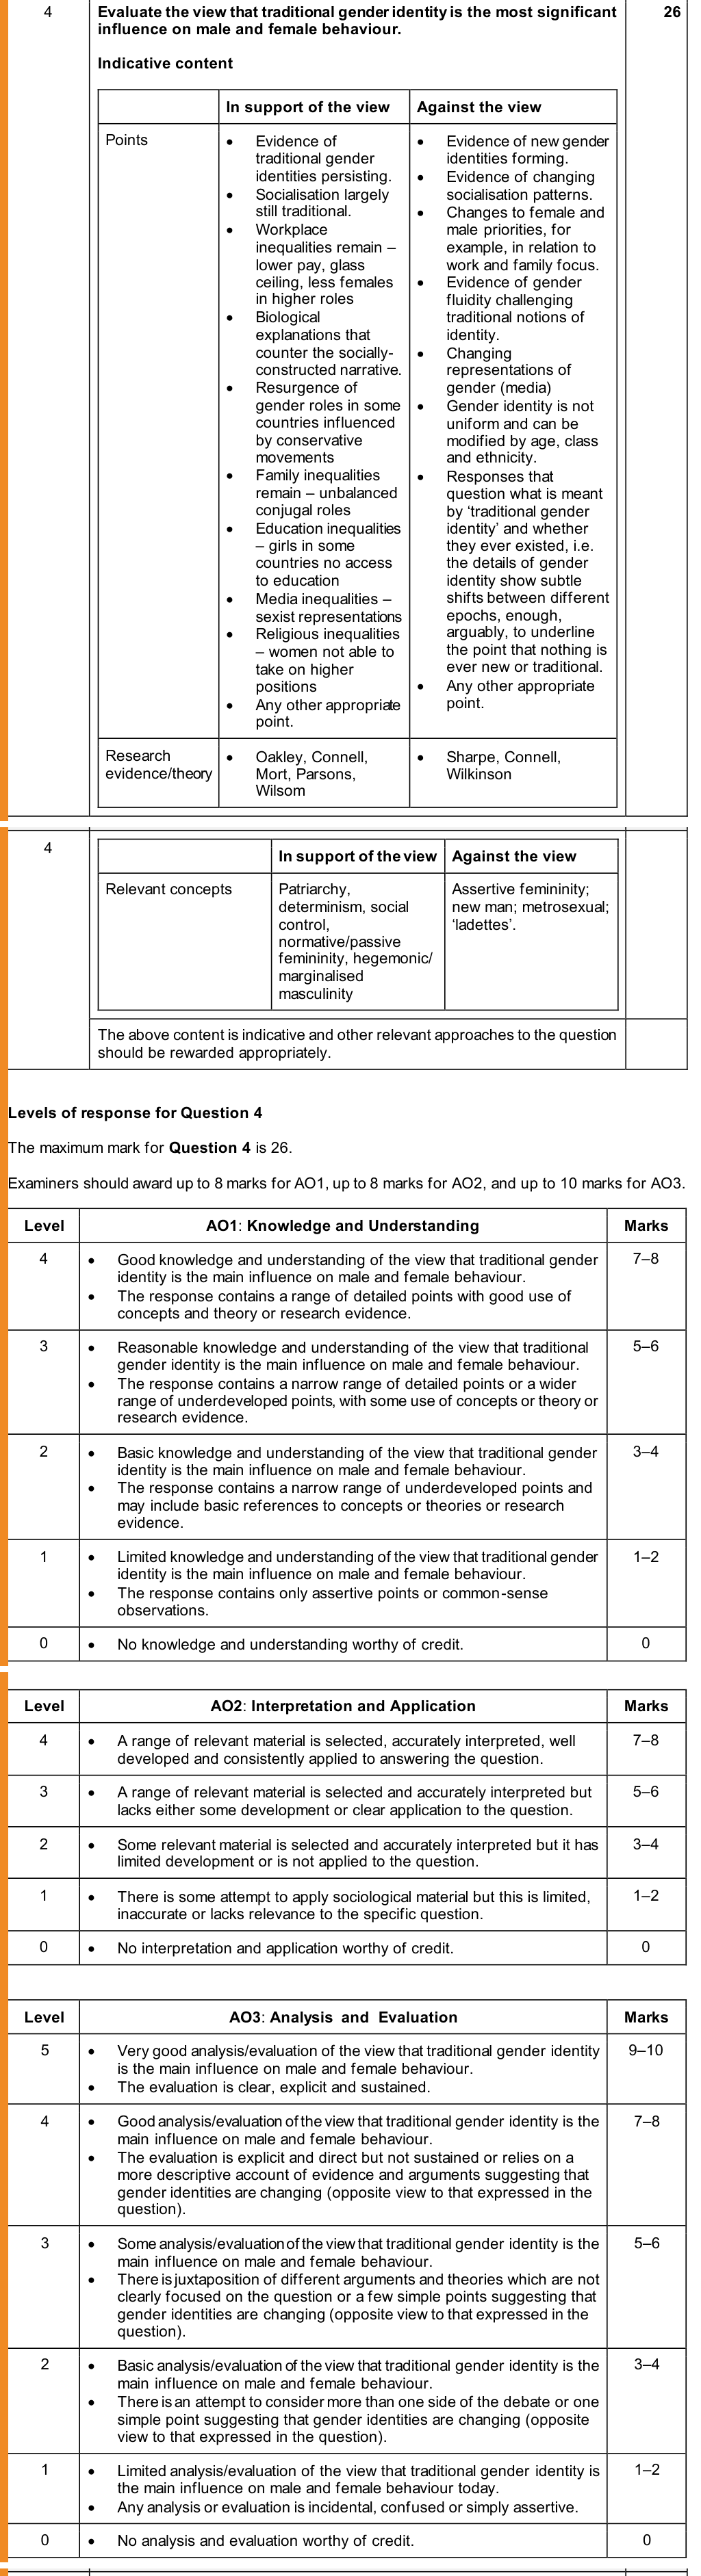 4
Evaluate the view that traditional gender identity is the most significant
influence on male and female behaviour.
26
Indicative content
In support of the view
Against the view
Points
• Evidence of
traditional gender
identities persisting.
• Socialisation largely
still traditional.
• Workplace
inequalities remain –
lower pay, glass
ceiling, less females
in higher roles
• Biological
explanations that
counter the socially-
constructed narrative.
• Resurgence of
gender roles in some
countries influenced
by conservative
movements
• Family inequalities
remain – unbalanced
conjugal roles
• Education inequalities
– girls in some
countries no access
to education
• Media inequalities –
sexist representations
• Religious inequalities
– women not able to
take on higher
positions
• Any other appropriate
point.
• Evidence of new gender
identities forming.
• Evidence of changing
socialisation patterns.
• Changes to female and
male priorities, for
example, in relation to
work and family focus.
• Evidence of gender
fluidity challenging
traditional notions of
identity.
• Changing
representations of
gender (media)
• Gender identity is not
uniform and can be
modified by age, class
and ethnicity.
• Responses that
question what is meant
by ‘traditional gender
identity’ and whether
they ever existed, i.e.
the details of gender
identity show subtle
shifts between different
epochs, enough,
arguably, to underline
the point that nothing is
ever new or traditional.
• Any other appropriate
point.
Research
evidence/theory
• Oakley, Connell,
Mort, Parsons,
Wilsom
• Sharpe, Connell,
Wilkinson
4
In support of the view
Against the view
Relevant concepts
Patriarchy,
determinism, social
control,
normative/passive
femininity, hegemonic/
marginalised
masculinity
Assertive femininity;
new man; metrosexual;
‘ladettes’.
The above content is indicative and other relevant approaches to the question
should be rewarded appropriately.
Levels of response for Question 4
The maximum mark for Question 4 is 26.
Examiners should award up to 8 marks for AO1, up to 8 marks for AO2, and up to 10 marks for AO3.
Level
AO1: Knowledge and Understanding
Marks
4
• Good knowledge and understanding of the view that traditional gender
identity is the main influence on male and female behaviour.
• The response contains a range of detailed points with good use of
concepts and theory or research evidence.
7–8
3
• Reasonable knowledge and understanding of the view that traditional
gender identity is the main influence on male and female behaviour.
• The response contains a narrow range of detailed points or a wider
range of underdeveloped points, with some use of concepts or theory or
research evidence.
5–6
2
• Basic knowledge and understanding of the view that traditional gender
identity is the main influence on male and female behaviour.
• The response contains a narrow range of underdeveloped points and
may include basic references to concepts or theories or research
evidence.
3–4
1
• Limited knowledge and understanding of the view that traditional gender
identity is the main influence on male and female behaviour.
• The response contains only assertive points or common-sense
observations.
1–2
0
• No knowledge and understanding worthy of credit.
0
Level
AO2: Interpretation and Application
Marks
4
• A range of relevant material is selected, accurately interpreted, well
developed and consistently applied to answering the question.
7–8
3
• A range of relevant material is selected and accurately interpreted but
lacks either some development or clear application to the question.
5–6
2
• Some relevant material is selected and accurately interpreted but it has
limited development or is not applied to the question.
3–4
1
• There is some attempt to apply sociological material but this is limited,
inaccurate or lacks relevance to the specific question.
1–2
0
• No interpretation and application worthy of credit.
0
Level
AO3: Analysis and Evaluation
Marks
5
• Very good analysis/evaluation of the view that traditional gender identity
is the main influence on male and female behaviour.
• The evaluation is clear, explicit and sustained.
9–10
4
• Good analysis/evaluation of the view that traditional gender identity is the
main influence on male and female behaviour.
• The evaluation is explicit and direct but not sustained or relies on a
more descriptive account of evidence and arguments suggesting that
gender identities are changing (opposite view to that expressed in the
question).
7–8
3
• Some analysis/evaluation of the view that traditional gender identity is the
main influence on male and female behaviour.
• There is juxtaposition of different arguments and theories which are not
clearly focused on the question or a few simple points suggesting that
gender identities are changing (opposite view to that expressed in the
question).
5–6
2
• Basic analysis/evaluation of the view that traditional gender identity is the
main influence on male and female behaviour.
• There is an attempt to consider more than one side of the debate or one
simple point suggesting that gender identities are changing (opposite
view to that expressed in the question).
3–4
1
• Limited analysis/evaluation of the view that traditional gender identity is
the main influence on male and female behaviour today.
• Any analysis or evaluation is incidental, confused or simply assertive.
1–2
0
• No analysis and evaluation worthy of credit.
0